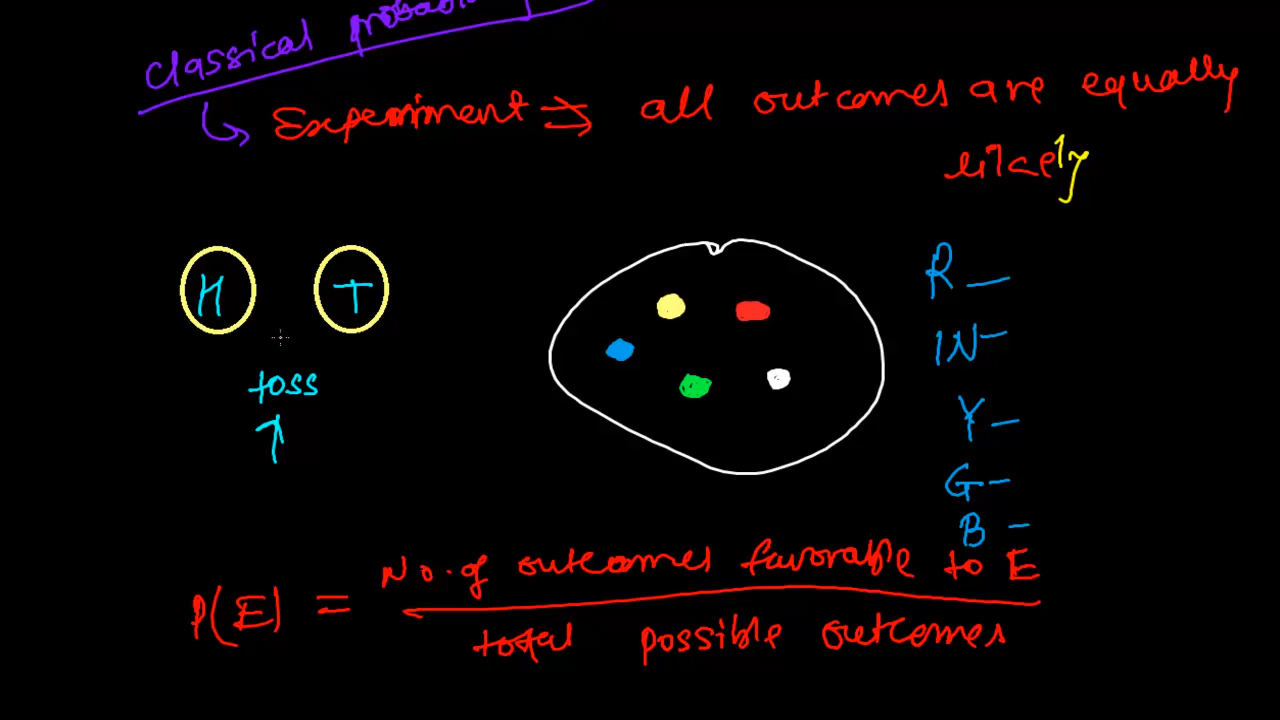 classical
Experiment ⇒ all outcomes are equally
likely
H T
toss
R –
W –
Y –
G –
B –
P(E) = No. of outcomes favorable to E
total possible outcomes